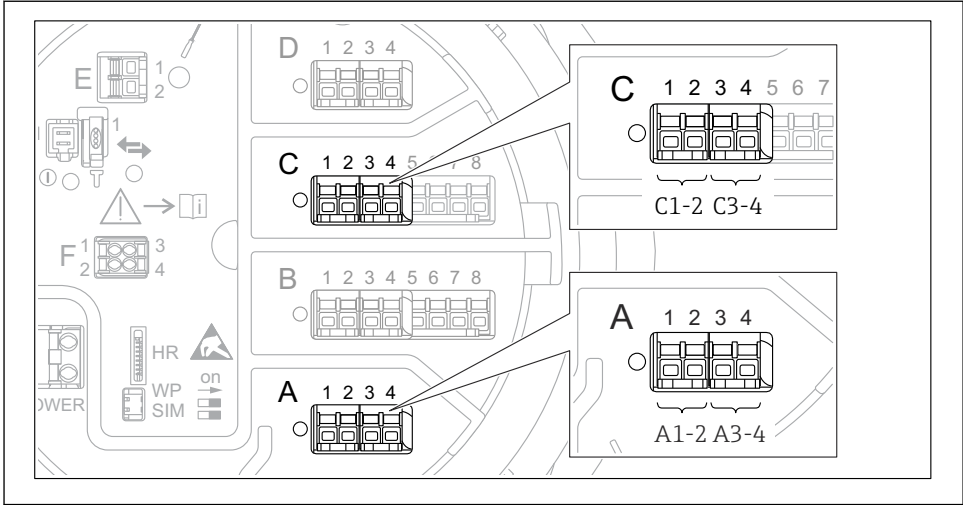 D 1 2 3 4
E 1
2
1
C 1 2 3 4 5 6 7 8
i
F 1 3
2 4
B 1 2 3 4 5 6 7 8
HR
WP on
SIM
OWER
A 1 2 3 4
C 1 2 3 4 5 6 7
C1-2 C3-4
A 1 2 3 4
A1-2 A3-4